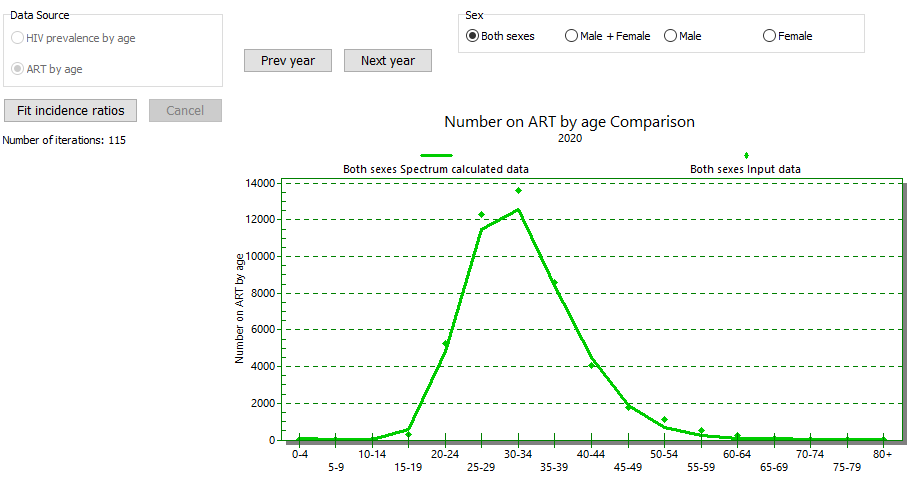 Data Source
HIV prevalence by age
ART by age
Fit incidence ratios
Cancel
Number of iterations: 115
Prev year
Next year
Sex
Both sexes
Male + Female
Male
Female
Number on ART by age Comparison
2020
Both sexes Spectrum calculated data
Both sexes Input data
Number on ART by age
14000
12000
10000
8000
6000
4000
2000
0
0-4
5-9
10-14
15-19
20-24
25-29
30-34
35-39
40-44
45-49
50-54
55-59
60-64
65-69
70-74
75-79
80+